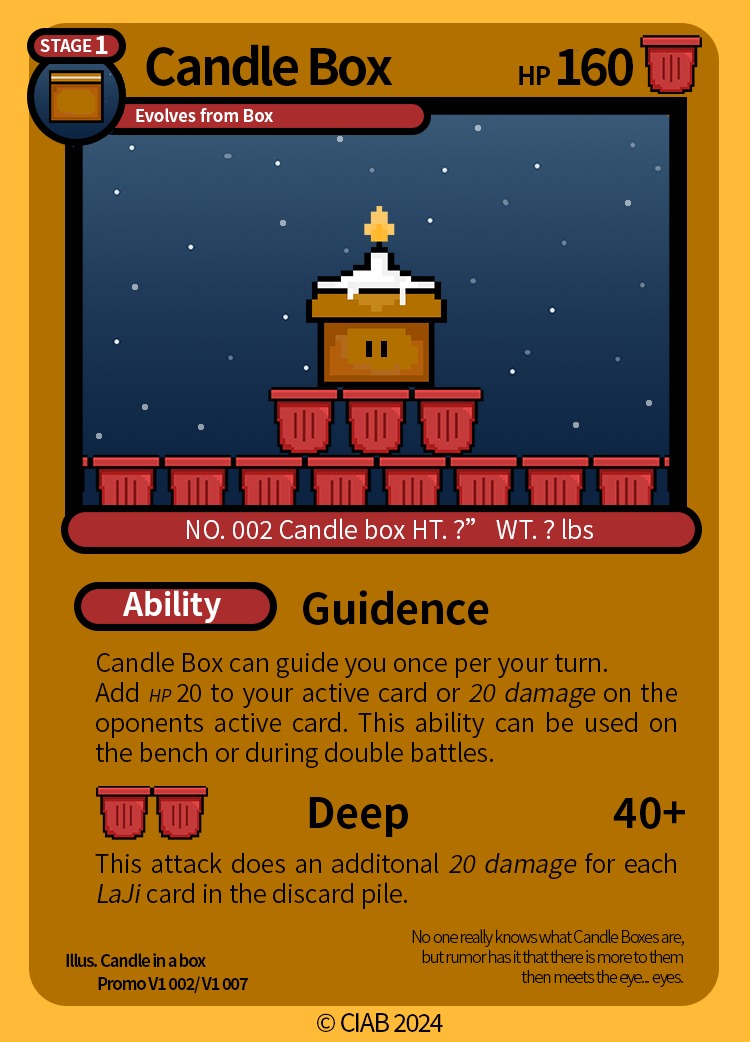 STAGE 1
Candle Box
HP 160
Evolves from Box
NO. 002 Candle box HT. ?” WT. ? lbs
Ability
Guidence
Candle Box can guide you once per your turn.
Add HP 20 to your active card or 20 damage on the
oponents active card. This ability can be used on
the bench or during double battles.
Deep
40+
This attack does an additonal 20 damage for each
LaJi card in the discard pile.
No one really knows what Candle Boxes are,
but rumor has it that there is more to them
then meets the eye... eyes.
Illus. Candle in a box
Promo V1 002/ V1 007
© CIAB 2024